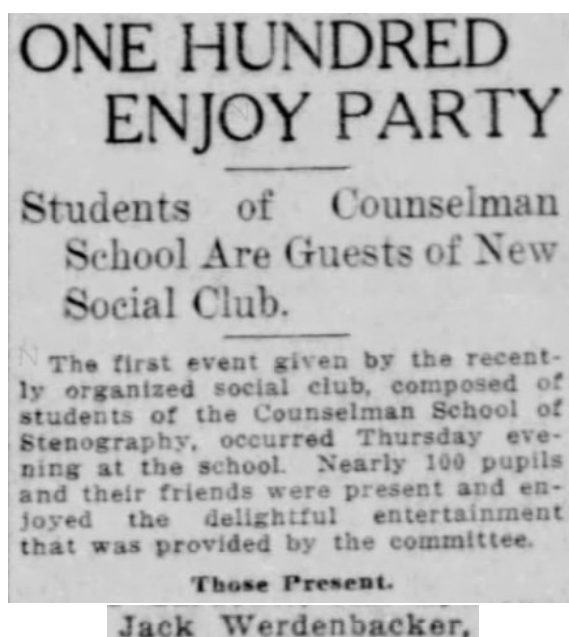 ONE HUNDRED
ENJOY PARTY
Students of Counselman
School Are Guests of New
Social Club.
The first event given by the recent-
ly organized social club, composed of
students of the Counselman School of
Stenography, occurred Thursday eve-
ning at the school. Nearly 100 pupils
and their friends were present and en-
joyed the delightful entertainment
that was provided by the committee.
Those Present.
Jack Werdenbacker,